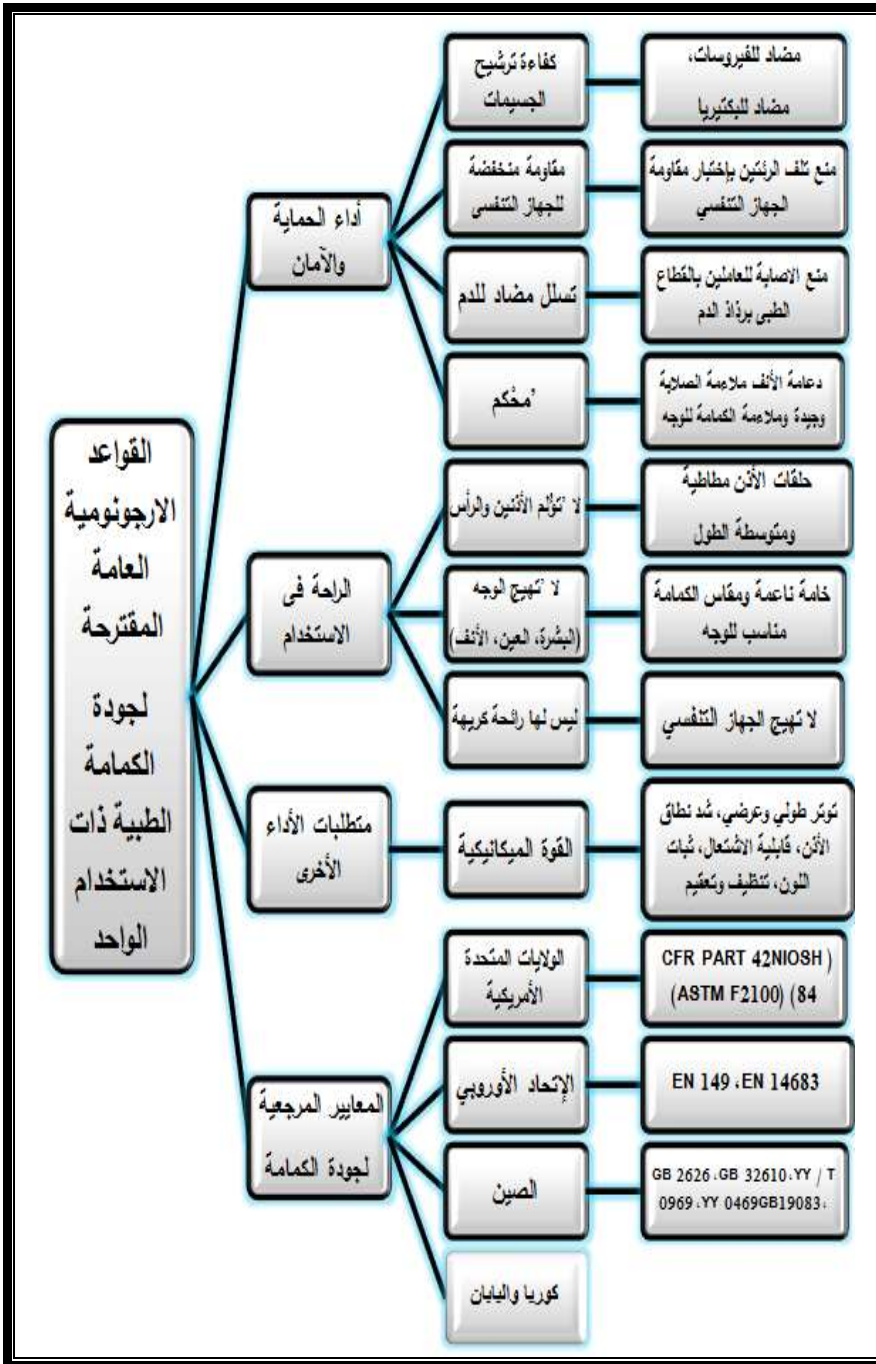 القواعد
الارجونومية
العامة
المقترحة
لجودة
الكمامة
الطبية ذات
الاستخدام
الواحد
أداء الحماية
والآمان
كفاءة ترشيح
الجسيمات
مضاد للفيروسات،
مضاد للبكتيريا
مقاومة منخفضة
للجهاز التنفسى
منع تلف الرئتين بإختبار مقاومة
الجهاز التنفسي
تسلل مضاد للدم
منع الاصابة للعاملين بالقطاع
الطبى برذاذ الدم
ُمحْكم
دعامة الأنف ملاءمة الصلابة
وجيدة وملاءمة الكمامة للوجه
الراحة فى
الاستخدام
لا ُتؤلم الأذنين والرأس
حلقات الأذن مطاطية
ومتوسطة الطول
لا ُتهيج الوجه
(البشرة، العين، الأنف)
خامة ناعمة ومقاس الكمامة
مناسب للوجه
ليس لها رائحة كريهة
لا تهيج الجهاز التنفسي
متطلبات الأداء
الأخرى
القوة الميكانيكية
توتر طولي وعرضي، شد نطاق
الأذن، قابلية الاشتعال، ثبات
اللون، تنظيف وتعقيم
المعايير المرجعية
لجودة الكمامة
الولايات المتحدة
الأمريكية
CFR PART 42NIOSH )
(ASTM F2100) (84
الإتحاد الأوروبي
EN 149 ،EN 14683
الصين
GB 2626 ،GB 32610،YY / T
0969 ،YY 0469GB19083،
كوريا واليابان